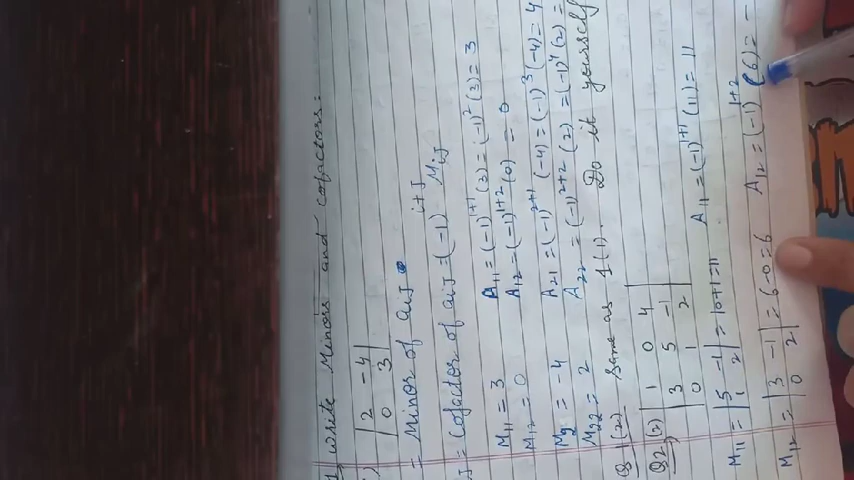 write Minors and cofactors:
| 2 -4 |
| 0 3 |
= Minor of aij
= Cofactor of aij = (-1)^{i+j} Mij
M11 = 3 A11 = (-1)^{1+1} (3) = (-1)^2 (3) = 3
M12 = 0 A12 = (-1)^{1+2} (0) = 0
M2 = -4 A21 = (-1)^{2+1} (-4) = (-1)^3 (-4) = 4
M22 = 2 A22 = (-1)^{2+2} (2) = (-1)^4 (2) =
Q 1(2) Same as 1(1). Do it yourself
Q2 (2) | 1 0 4 |
| 3 5 -1 |
| 0 1 2 |
M11 = | 5 -1 | = 10+1 = 11 A11 = (-1)^{1+1} (11) = 11
| 1 2 |
M12 = | 3 -1 | = 6-0 = 6 A12 = (-1)^{1+2} (6) = -
| 0 2 |